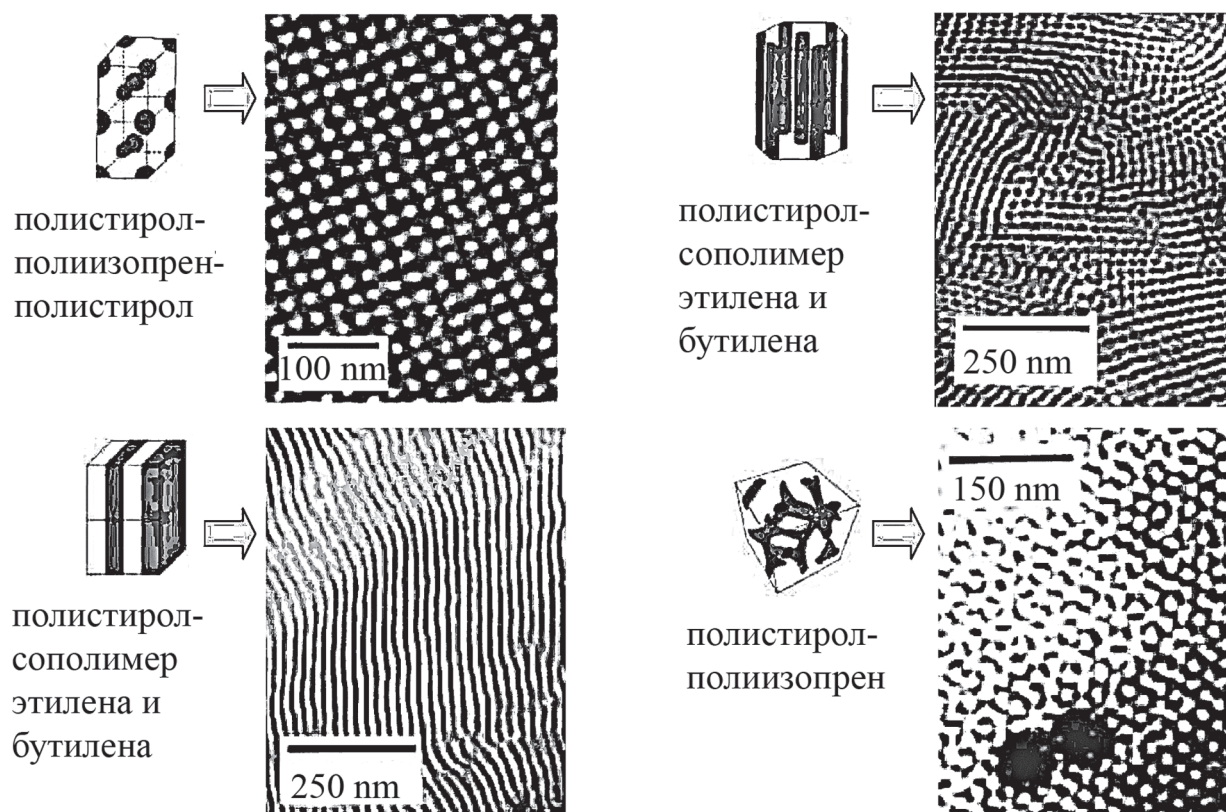 полистирол-
полиизопрен-
полистирол
100 nm
полистирол-
сополимер
этилена и
бутилена
250 nm
полистирол-
сополимер
этилена и
бутилена
250 nm
полистирол-
полиизопрен
150 nm